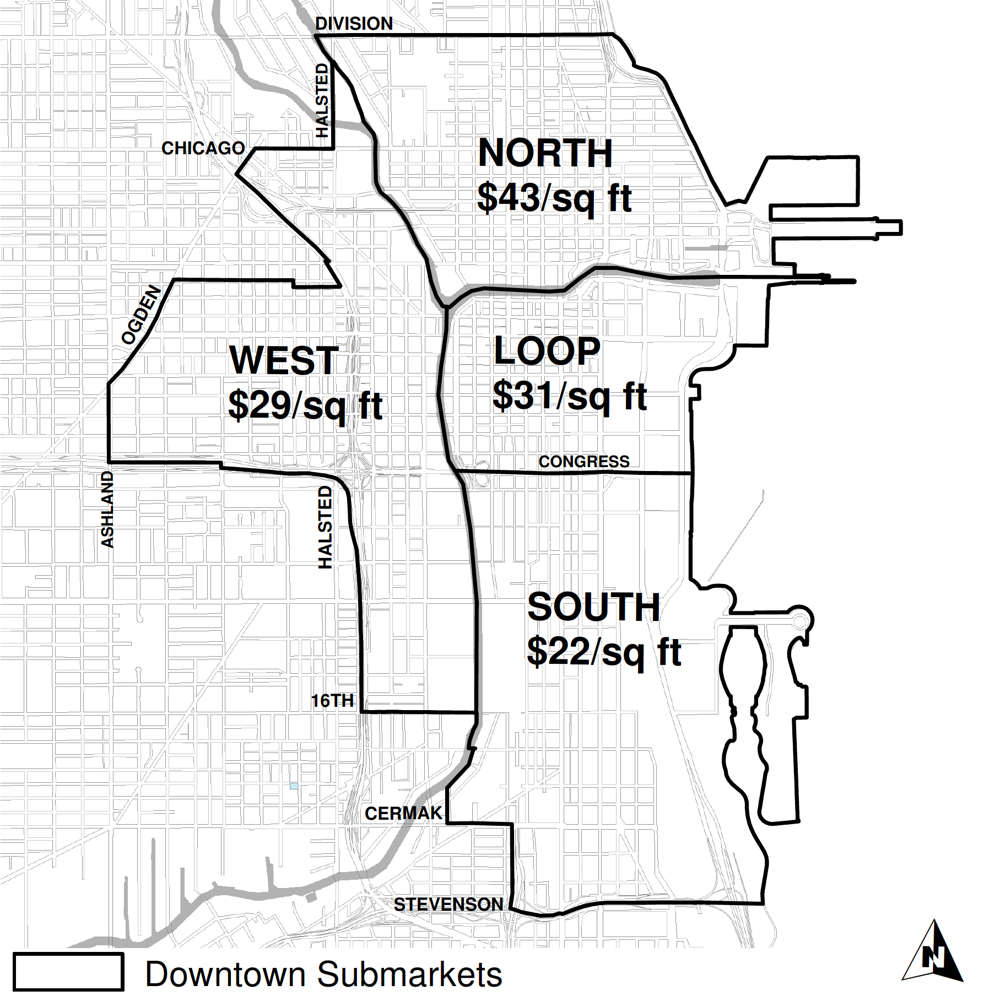 DIVISION
HALSTED
CHICAGO
NORTH
$43/sq ft
OGDEN
WEST
$29/sq ft
LOOP
$31/sq ft
CONGRESS
ASHLAND
HALSTED
SOUTH
$22/sq ft
16TH
CERMAK
STEVENSON
Downtown Submarkets
N